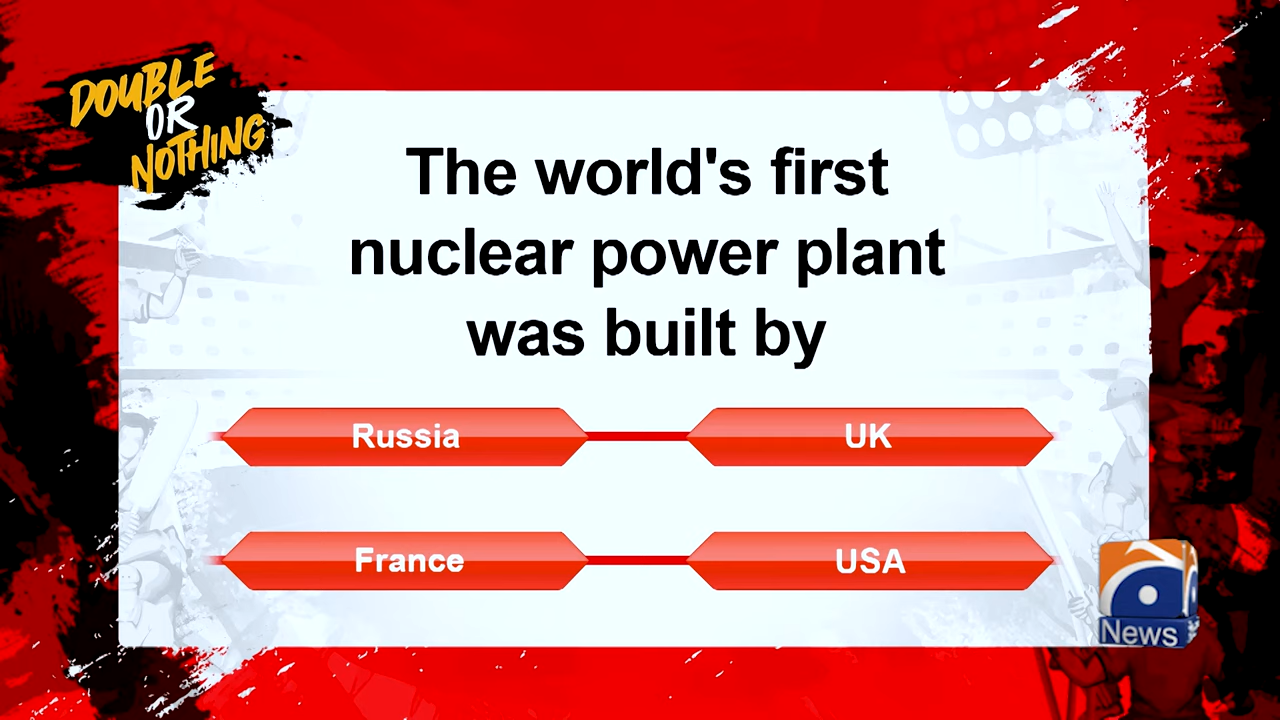 DOUBLE
OR
NOTHING
The world's first
nuclear power plant
was built by
Russia
UK
France
USA
News